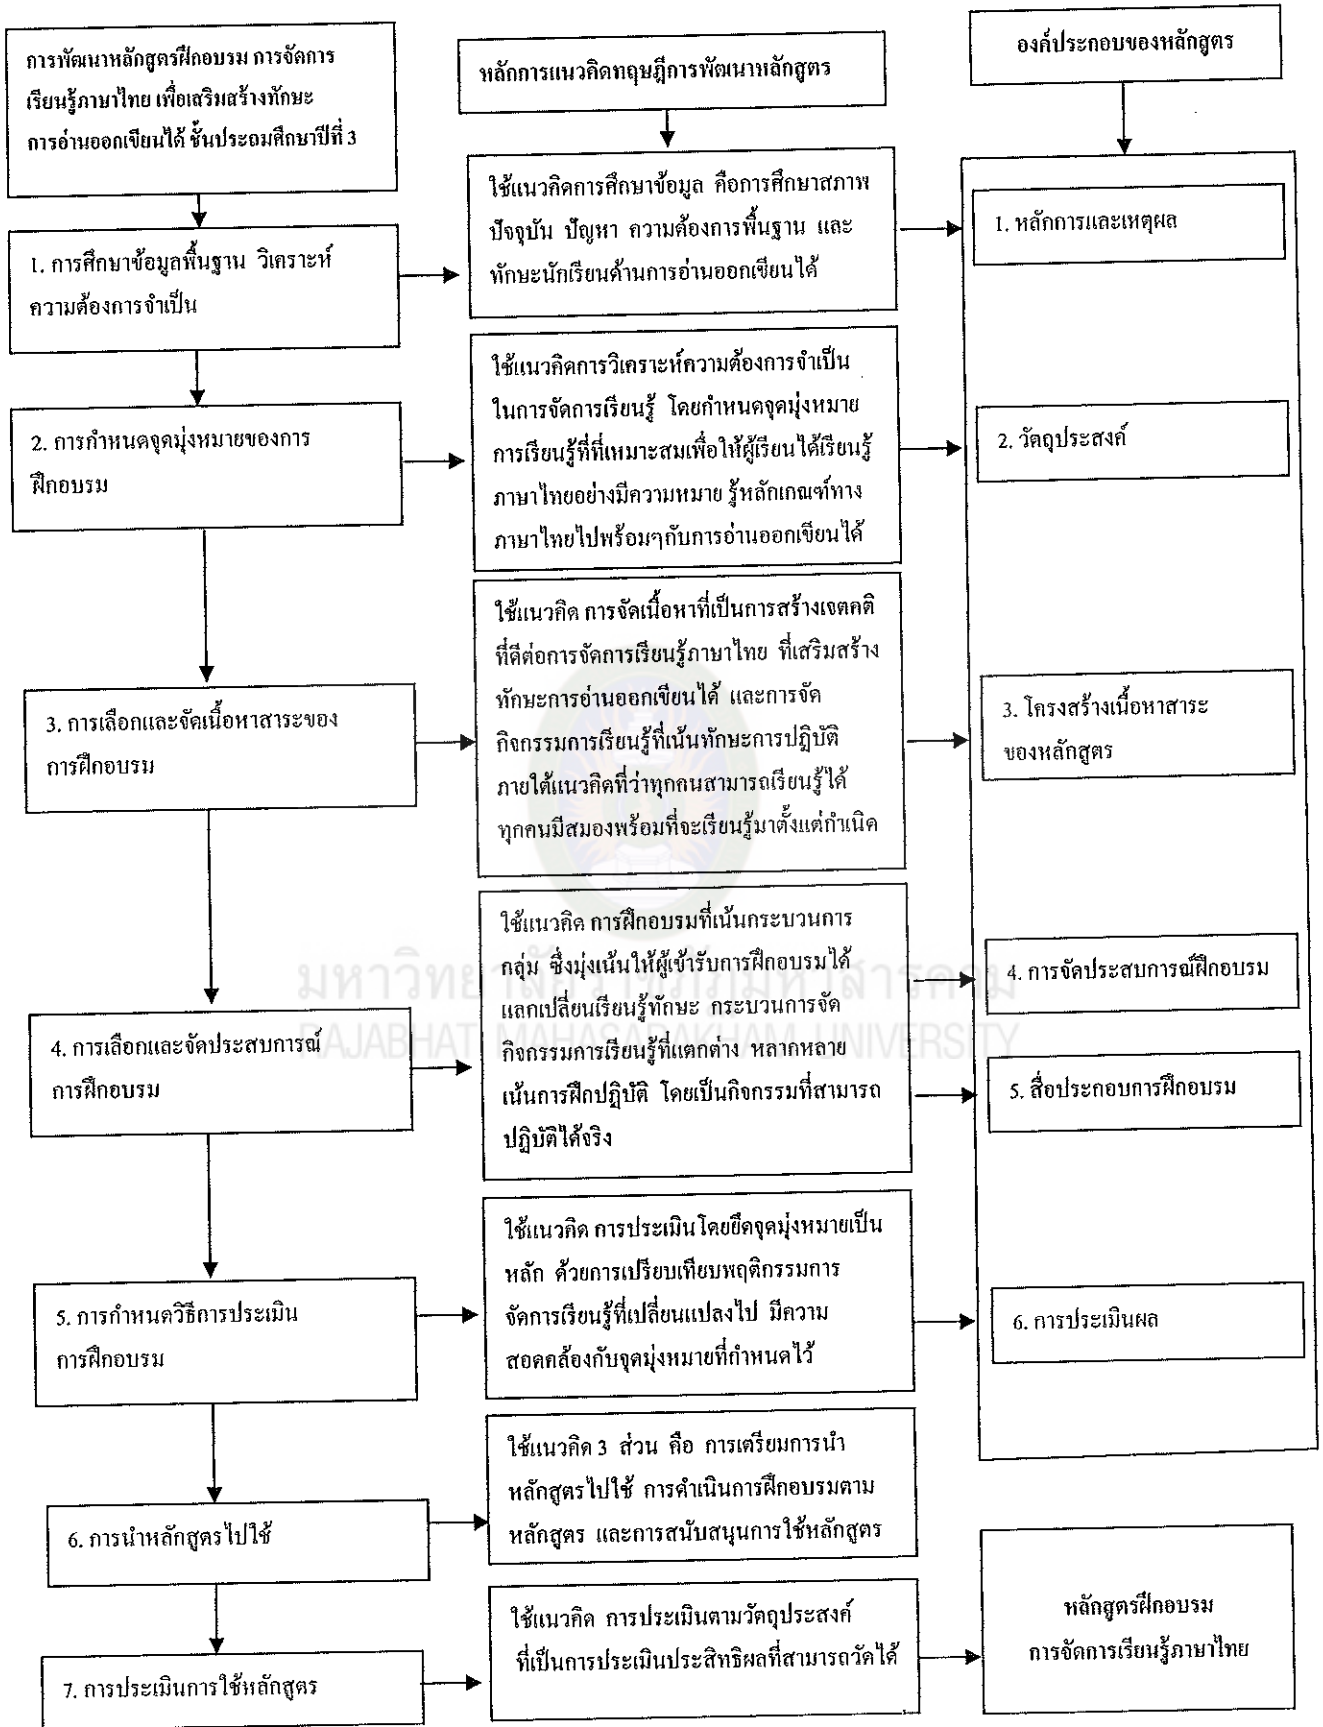 การพัฒนาหลักสูตรฝึกอบรม การจัดการ
เรียนรู้ภาษาไทย เพื่อเสริมสร้างทักษะ
การอ่านออกเขียนได้ ชั้นประถมศึกษาปีที่ 3
หลักการแนวคิดทฤษฎีการพัฒนาหลักสูตร
องค์ประกอบของหลักสูตร
1. การศึกษาข้อมูลพื้นฐาน วิเคราะห์
ความต้องการจำเป็น
ใช้แนวคิดการศึกษาข้อมูล คือการศึกษาสภาพ
ปัจจุบัน ปัญหา ความต้องการพื้นฐาน และ
ทักษะนักเรียนด้านการอ่านออกเขียนได้
1. หลักการและเหตุผล
2. การกำหนดจุดมุ่งหมายของการ
ฝึกอบรม
ใช้แนวคิดการวิเคราะห์ความต้องการจำเป็น
ในการจัดการเรียนรู้ โดยกำหนดจุดมุ่งหมาย
การเรียนรู้ที่ที่เหมาะสมเพื่อให้ผู้เรียนได้เรียนรู้
ภาษาไทยอย่างมีความหมาย รู้หลักเกณฑ์ทาง
ภาษาไทยไปพร้อมๆกับการอ่านออกเขียนได้
2. วัตถุประสงค์
3. การเลือกและจัดเนื้อหาสาระของ
การฝึกอบรม
ใช้แนวคิด การจัดเนื้อหาที่เป็นการสร้างเจตคติ
ที่ดีต่อการจัดการเรียนรู้ภาษาไทย ที่เสริมสร้าง
ทักษะการอ่านออกเขียนได้ และการจัด
กิจกรรมการเรียนรู้ที่เน้นทักษะการปฏิบัติ
ภายใต้แนวคิดที่ว่าทุกคนสามารถเรียนรู้ได้
ทุกคนมีสมองพร้อมที่จะเรียนรู้มาตั้งแต่กำเนิด
3. โครงสร้างเนื้อหาสาระ
ของหลักสูตร
4. การเลือกและจัดประสบการณ์
การฝึกอบรม
ใช้แนวคิด การฝึกอบรมที่เน้นกระบวนการ
กลุ่ม ซึ่งมุ่งเน้นให้ผู้เข้ารับการฝึกอบรมได้
แลกเปลี่ยนเรียนรู้ทักษะ กระบวนการจัด
กิจกรรมการเรียนรู้ที่แตกต่าง หลากหลาย
เน้นการฝึกปฏิบัติ โดยเป็นกิจกรรมที่สามารถ
ปฏิบัติได้จริง
4. การจัดประสบการณ์ฝึกอบรม
5. สื่อประกอบการฝึกอบรม
มหาวิทยาลัยราชภัฏมหาสารคาม
RAJABHAT MAHASARAKHAM UNIVERSITY
5. การกำหนดวิธีการประเมิน
การฝึกอบรม
ใช้แนวคิด การประเมินโดยยึดจุดมุ่งหมายเป็น
หลัก ด้วยการเปรียบเทียบพฤติกรรมการ
จัดการเรียนรู้ที่เปลี่ยนแปลงไป มีความ
สอดคล้องกับจุดมุ่งหมายที่กำหนดไว้
6. การประเมินผล
6. การนำหลักสูตรไปใช้
ใช้แนวคิด 3 ส่วน คือ การเตรียมการนำ
หลักสูตรไปใช้ การดำเนินการฝึกอบรมตาม
หลักสูตร และการสนับสนุนการใช้หลักสูตร
7. การประเมินการใช้หลักสูตร
ใช้แนวคิด การประเมินตามวัตถุประสงค์
ที่เป็นการประเมินประสิทธิผลที่สามารถวัดได้
หลักสูตรฝึกอบรม
การจัดการเรียนรู้ภาษาไทย